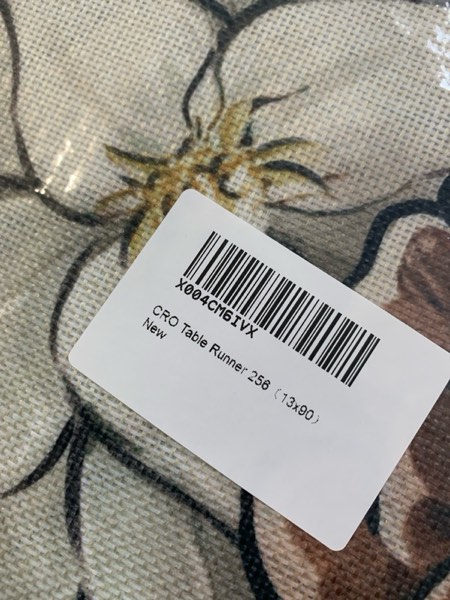 X004CM6IVX
CRO Table Runner 256（13x90）
New